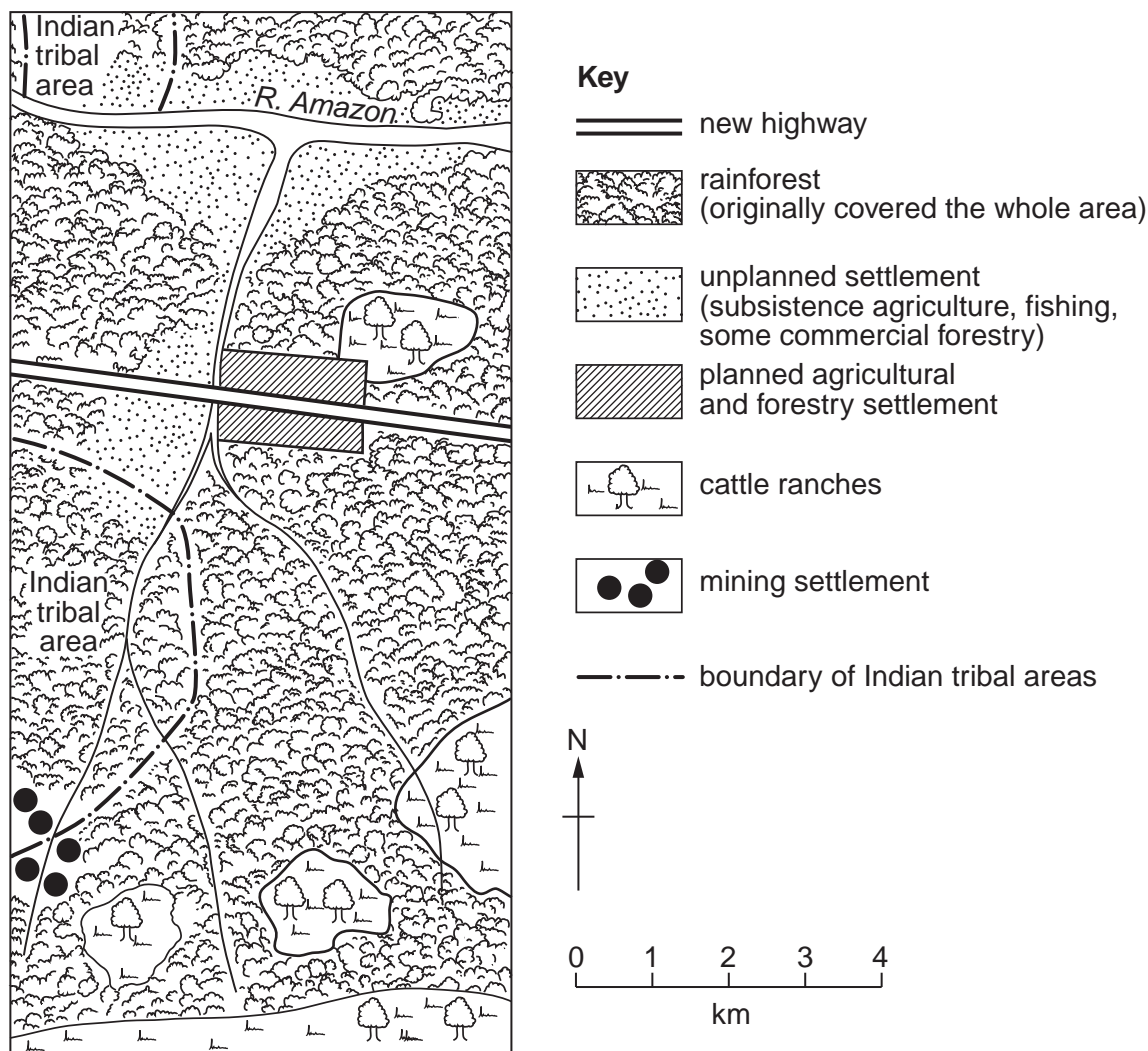 Indian
tribal
area
R. Amazon
Indian
tribal
area
Key
new highway
rainforest
(originally covered the whole area)
unplanned settlement
(subsistence agriculture, fishing,
some commercial forestry)
planned agricultural
and forestry settlement
cattle ranches
mining settlement
boundary of Indian tribal areas
N
0 1 2 3 4
km